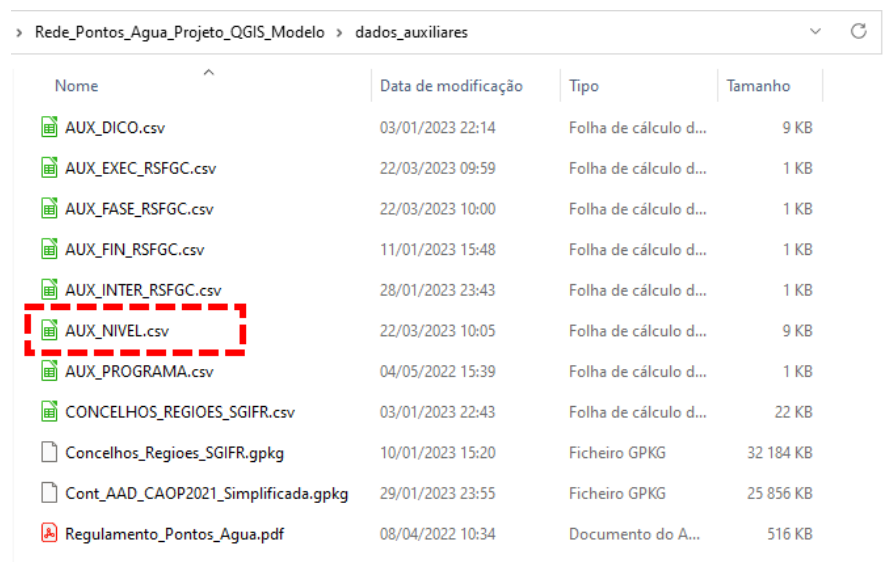 Rede_Pontos_Agua_Projeto_QGIS_Modelo > dados_auxiliares
Nome Data de modificação Tipo Tamanho
AUX_DICO.csv 03/01/2023 22:14 Folha de cálculo d... 9 KB
AUX_EXEC_RSFGC.csv 22/03/2023 09:59 Folha de cálculo d... 1 KB
AUX_FASE_RSFGC.csv 22/03/2023 10:00 Folha de cálculo d... 1 KB
AUX_FIN_RSFGC.csv 11/01/2023 15:48 Folha de cálculo d... 1 KB
AUX_INTER_RSFGC.csv 28/01/2023 23:43 Folha de cálculo d... 1 KB
AUX_NIVEL.csv 22/03/2023 10:05 Folha de cálculo d... 9 KB
AUX_PROGRAMA.csv 04/05/2022 15:39 Folha de cálculo d... 1 KB
CONCELHOS_REGIOES_SGIFR.csv 03/01/2023 22:43 Folha de cálculo d... 22 KB
Concelhos_Regioes_SGIFR.gpkg 10/01/2023 15:20 Ficheiro GPKG 32 184 KB
Cont_AAD_CAOP2021_Simplificada.gpkg 29/01/2023 23:55 Ficheiro GPKG 25 856 KB
Regulamento_Pontos_Agua.pdf 08/04/2022 10:34 Documento do A... 516 KB